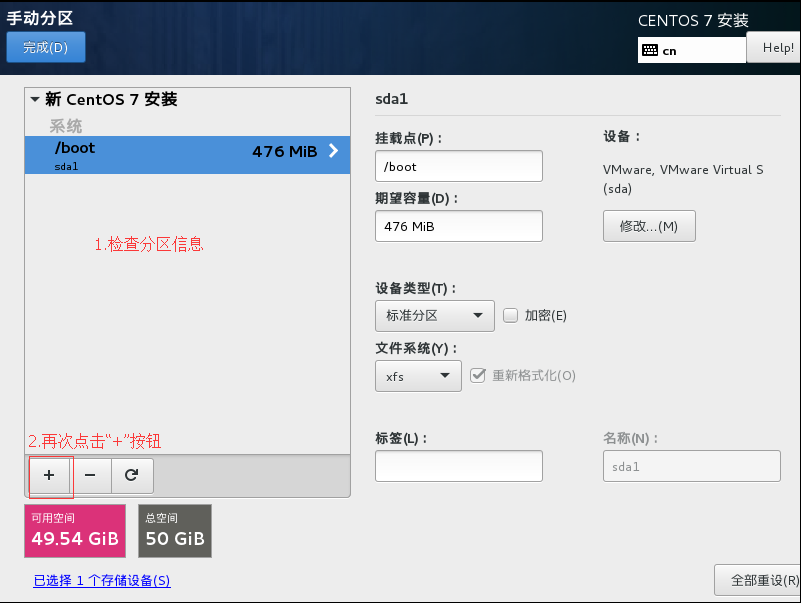 手动分区
CENTOS 7 安装
完成(D)
cn
Help!
新 CentOS 7 安装
系统
/boot
476 MiB
sda1
1.检查分区信息
2.再次点击“+”按钮
+
−
可用空间
49.54 GiB
总空间
50 GiB
已选择 1 个存储设备(S)
sda1
挂载点(P)：
/boot
期望容量(D)：
476 MiB
设备：
VMware, VMware Virtual S
(sda)
修改...(M)
设备类型(T)：
标准分区
加密(E)
文件系统(Y)：
xfs
重新格式化(O)
标签(L)：
名称(N)：
sda1
全部重设(R)